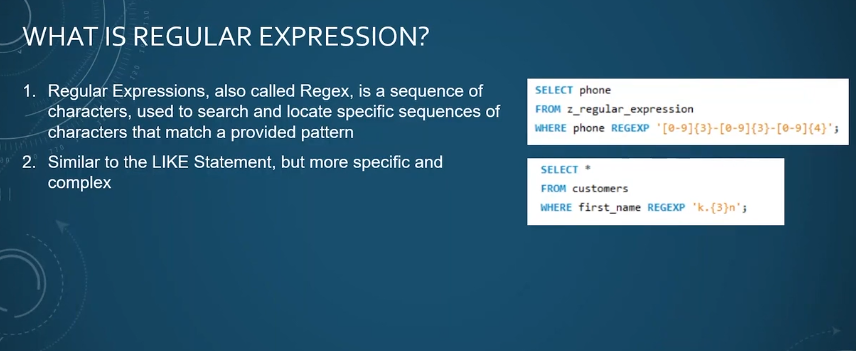 WHAT IS REGULAR EXPRESSION?
1. Regular Expressions, also called Regex, is a sequence of
characters, used to search and locate specific sequences of
characters that match a provided pattern
2. Similar to the LIKE Statement, but more specific and
complex
SELECT phone
FROM z_regular_expression
WHERE phone REGEXP '[0-9]{3}-[0-9]{3}-[0-9]{4}';
SELECT *
FROM customers
WHERE first_name REGEXP 'k.{3}n';